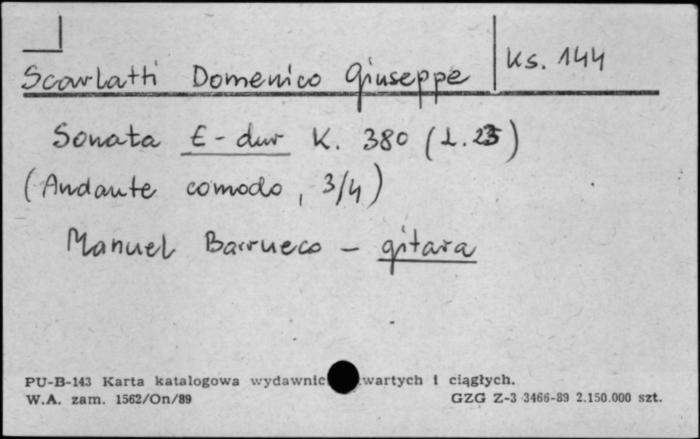 Scarlatti Domenico Giuseppe ks. 144
Sonata E-dur K. 380 (L. 23)
(Andante comodo, 3/4)
Manuel Barrueco – gitara
PU-B-143 Karta katalogowa wydawnic wartych i ciągłych.
W.A. zam. 1562/On/89 GZG Z-3 3466-89 2.150.000 szt.